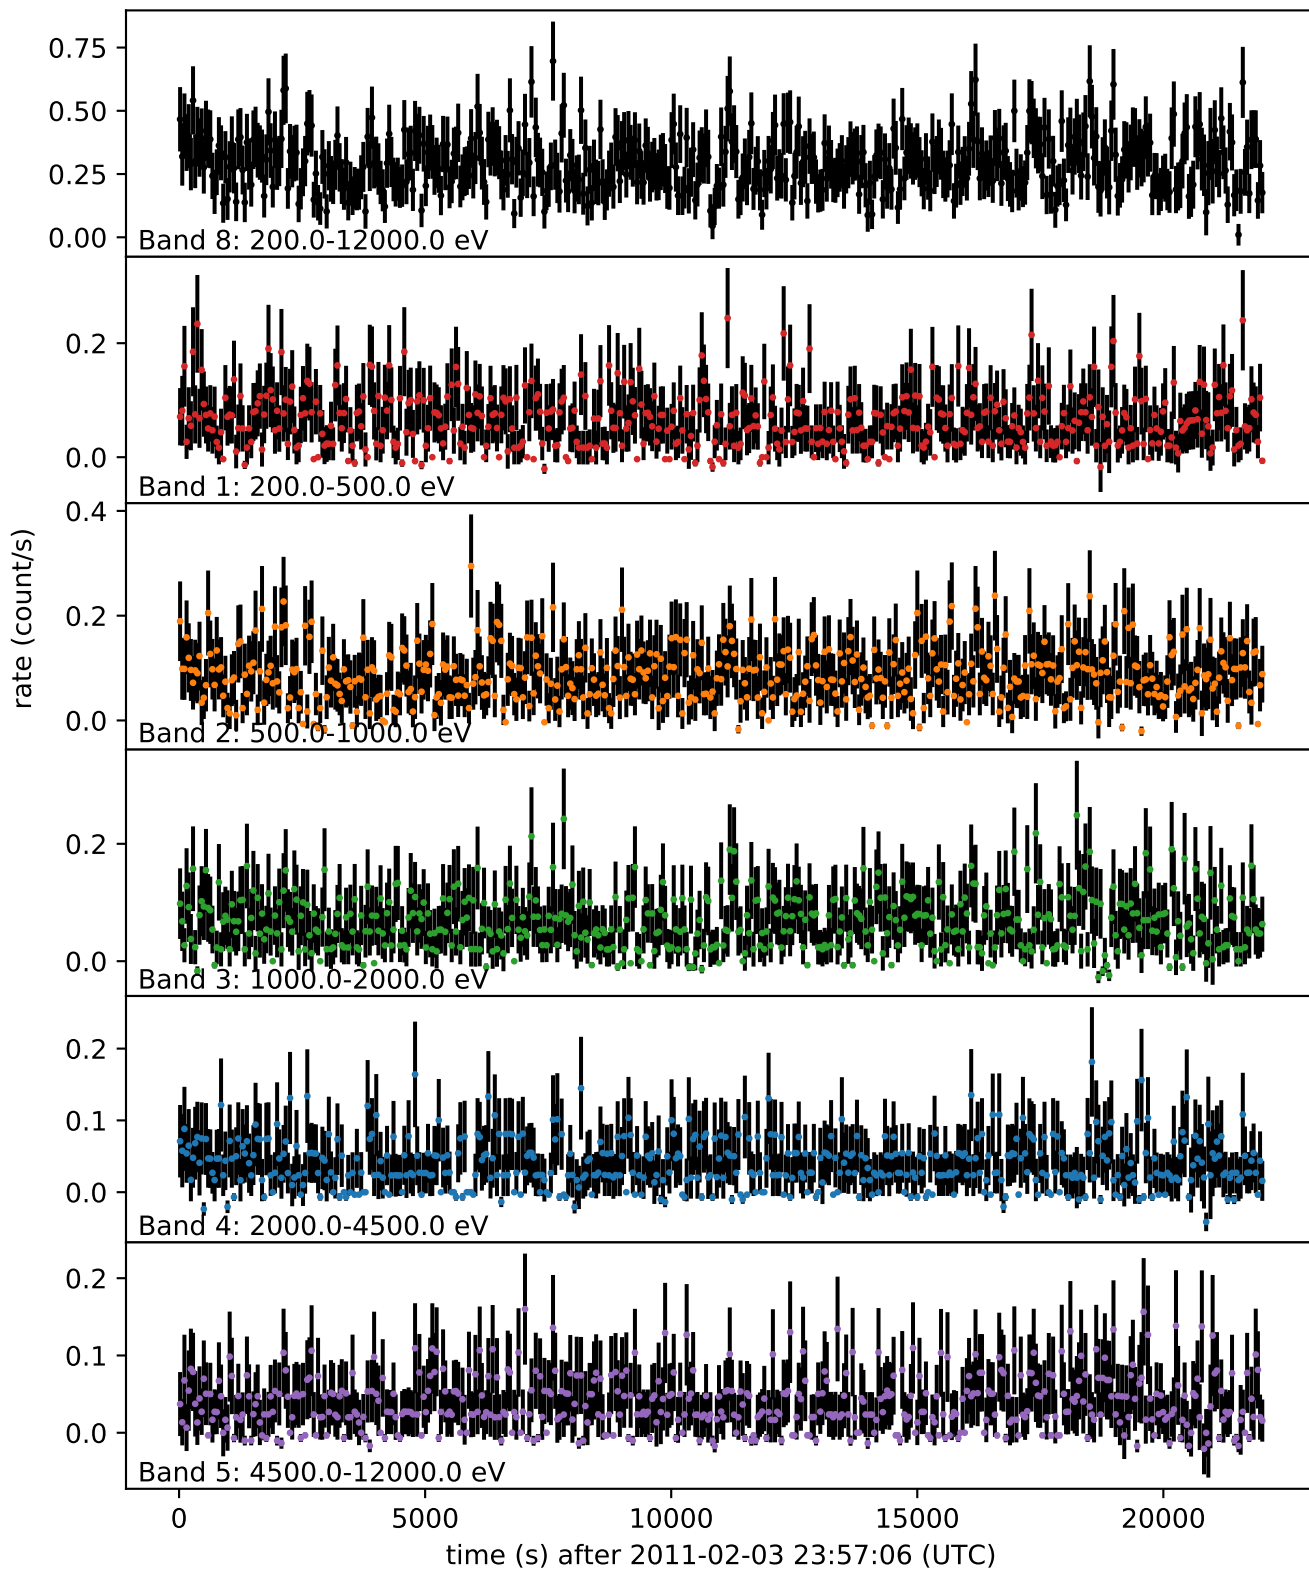 0.75
0.50
0.25
0.00
Band 8: 200.0-12000.0 eV
0.2
0.0
Band 1: 200.0-500.0 eV
0.4
0.2
0.0
Band 2: 500.0-1000.0 eV
rate (count/s)
0.2
0.0
Band 3: 1000.0-2000.0 eV
0.2
0.1
0.0
Band 4: 2000.0-4500.0 eV
0.2
0.1
0.0
Band 5: 4500.0-12000.0 eV
0 5000 10000 15000 20000
time (s) after 2011-02-03 23:57:06 (UTC)